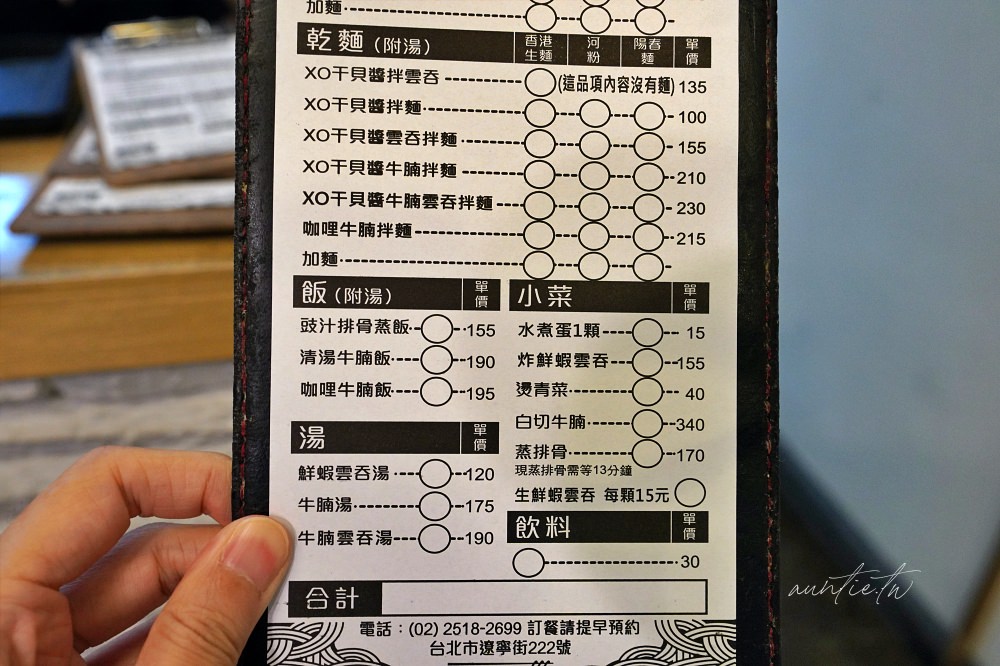 加麵
乾麵（附湯） 香港生麵 河粉 陽春麵 單價
XO干貝醬拌雲吞 (這品項內容沒有麵) 135
XO干貝醬拌麵 100
XO干貝醬雲吞拌麵 155
XO干貝醬牛腩拌麵 210
XO干貝醬牛腩雲吞拌麵 230
咖哩牛腩拌麵 215
加麵
飯（附湯） 單價
豉汁排骨蒸飯 155
清湯牛腩飯 190
咖哩牛腩飯 195
湯 單價
鮮蝦雲吞湯 120
牛腩湯 175
牛腩雲吞湯 190
小菜 單價
水煮蛋1顆 15
炸鮮蝦雲吞 155
燙青菜 40
白切牛腩 340
蒸排骨 170
現蒸排骨需等13分鐘
生鮮蝦雲吞 每顆15元
飲料 單價
30
合計
電話：(02) 2518-2699 訂餐請提早預約
台北市遼寧街222號
auntie.tw